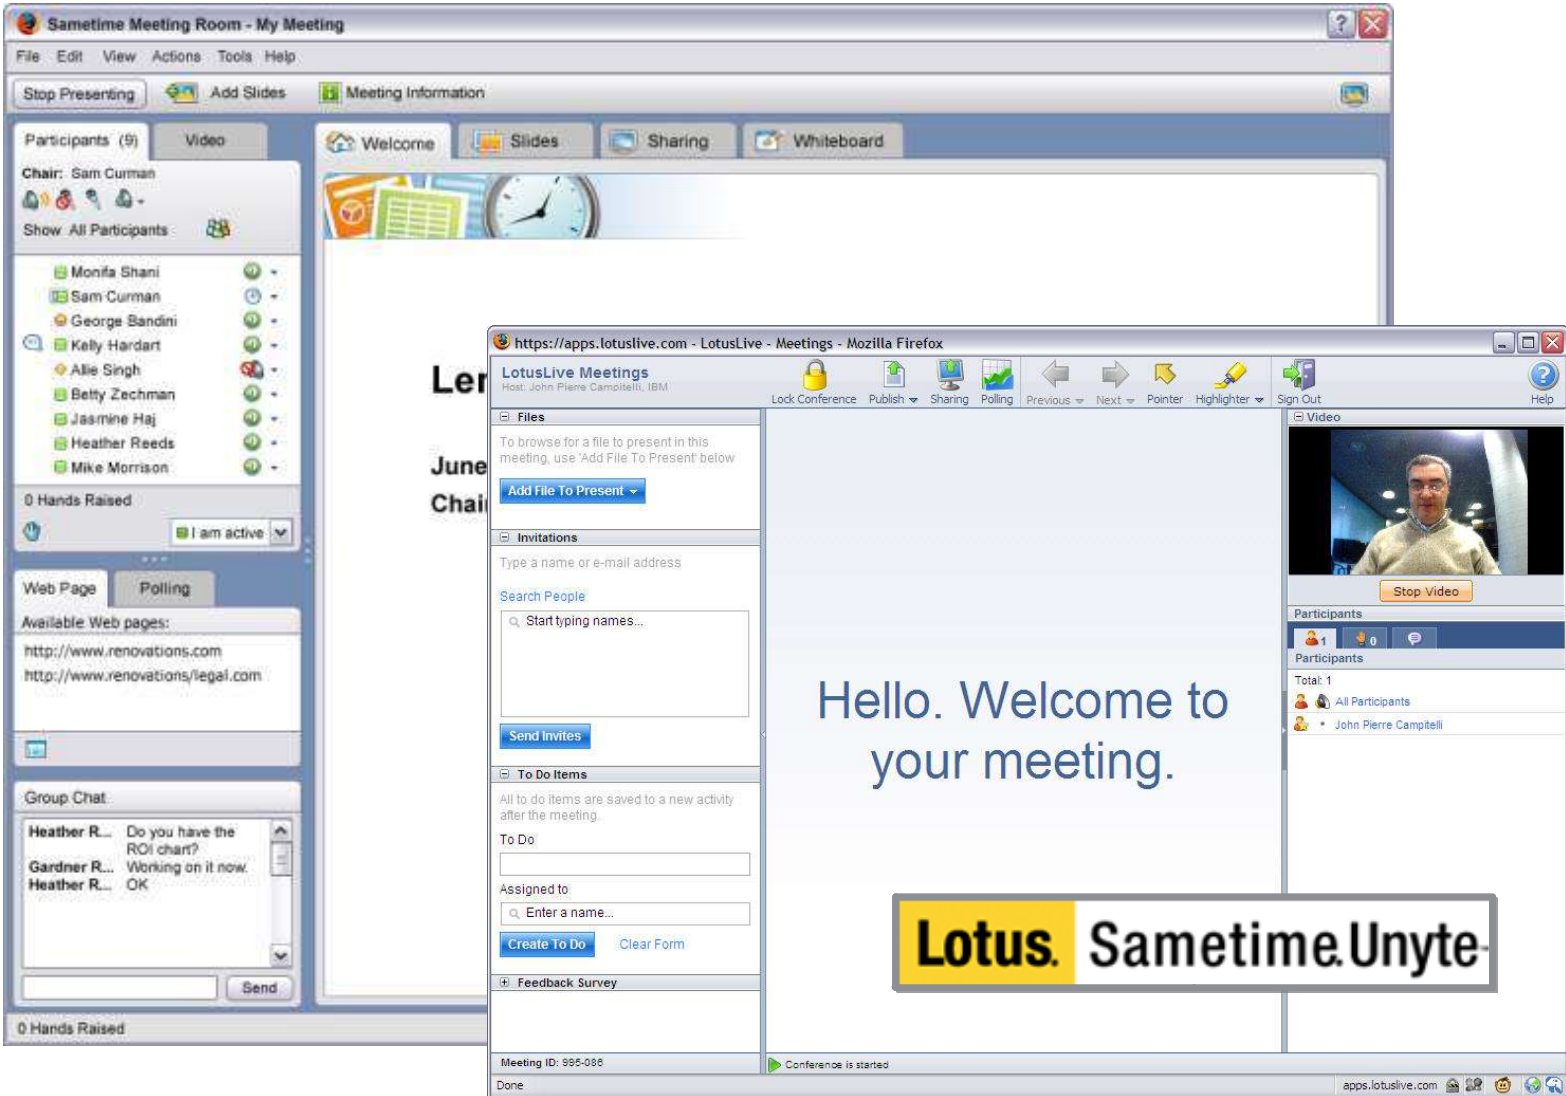 Sametime Meeting Room - My Meeting
File Edit View Actions Tools Help
Stop Presenting Add Slides Meeting Information
Participants (9) Video
Welcome Slides Sharing Whiteboard
Chair: Sam Curman
Show All Participants
Monifa Shani
Sam Curman
George Bandini
Kelly Hardart
Allie Singh
Betty Zechman
Jasmine Haj
Heather Reeds
Mike Morrison
0 Hands Raised
I am active
Web Page Polling
Available Web pages:
http://www.renovations.com
http://www.renovations/legal.com
Group Chat
Heather R... Do you have the
ROI chart?
Gardner R... Working on it now.
Heather R... OK
Send
0 Hands Raised
June
https://apps.lotuslive.com - LotusLive - Meetings - Mozilla Firefox
LotusLive Meetings
Host: John Pierre Campitelli, IBM
Lock Conference Publish Sharing Polling Previous Next Pointer Highlighter Sign Out Help
Files
To browse for a file to present in this
meeting, use 'Add File To Present' below
Add File To Present
Invitations
Type a name or e-mail address
Search People
Start typing names...
Send Invites
To Do Items
All to do items are saved to a new activity
after the meeting.
To Do
Assigned to
Enter a name...
Create To Do Clear Form
Feedback Survey
Meeting ID: 995-086
Hello. Welcome to
your meeting.
Video
Stop Video
Participants
1 0
Participants
Total: 1
All Participants
John Pierre Campitelli
Lotus. Sametime.Unyte
Conference is started
Done
apps.lotuslive.com